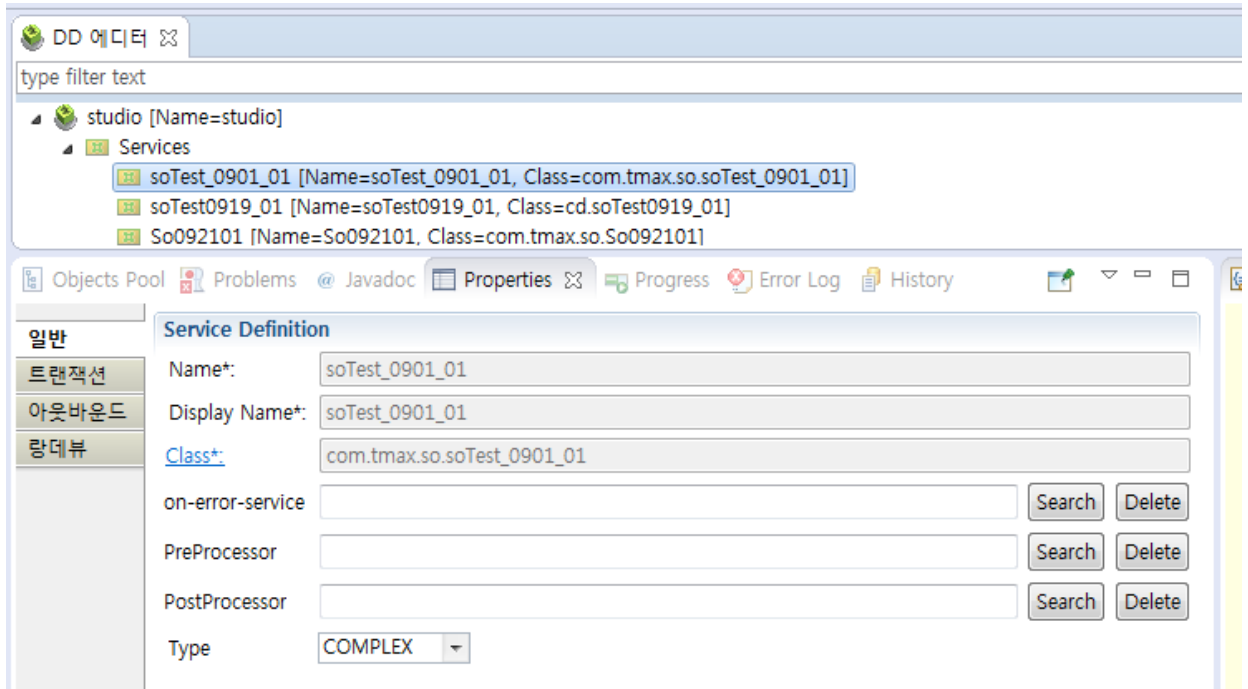 DD 에디터
type filter text
studio [Name=studio]
Services
soTest_0901_01 [Name=soTest_0901_01, Class=com.tmax.so.soTest_0901_01]
soTest0919_01 [Name=soTest0919_01, Class=cd.soTest0919_01]
So092101 [Name=So092101, Class=com.tmax.so.So092101]
Objects Pool Problems @ Javadoc Properties Progress Error Log History
일반
트랜잭션
아웃바운드
랑데뷰
Service Definition
Name*: soTest_0901_01
Display Name*: soTest_0901_01
Class*: com.tmax.so.soTest_0901_01
on-error-service Search Delete
PreProcessor Search Delete
PostProcessor Search Delete
Type COMPLEX